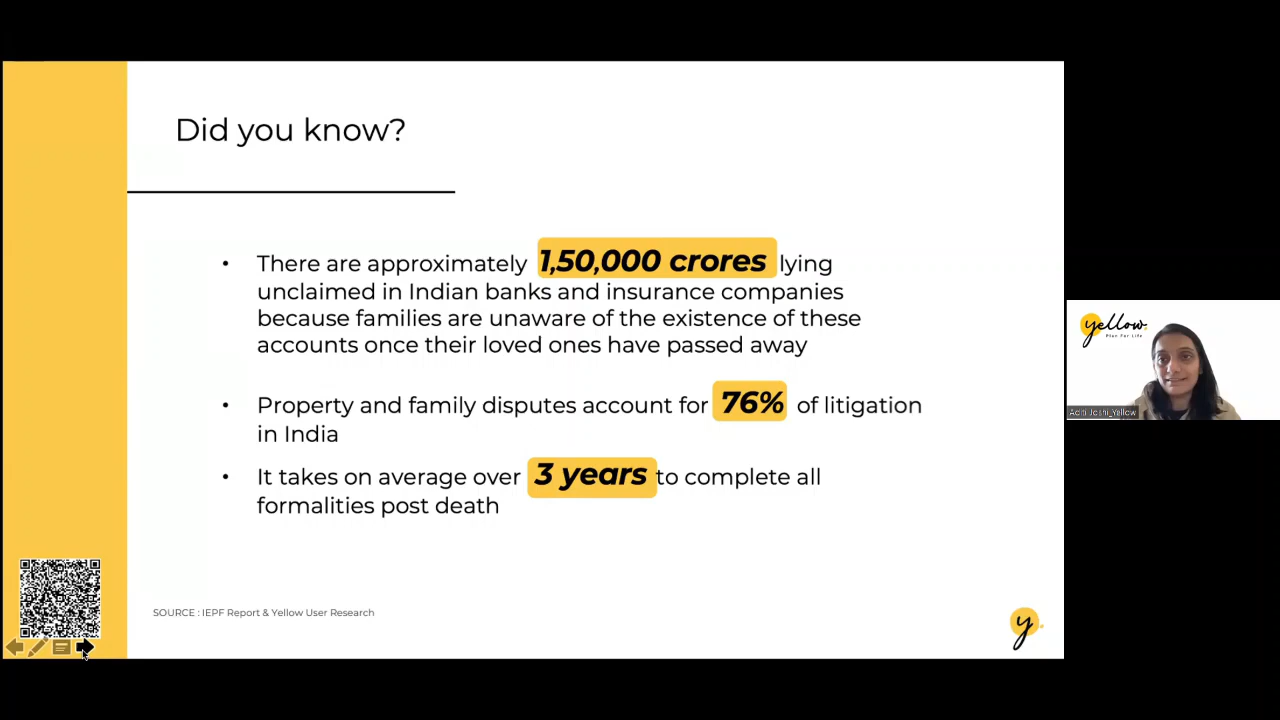 Did you know?
• There are approximately 1,50,000 crores lying
unclaimed in Indian banks and insurance companies
because families are unaware of the existence of these
accounts once their loved ones have passed away
• Property and family disputes account for 76% of litigation
in India
• It takes on average over 3 years to complete all
formalities post death
SOURCE : IEPF Report & Yellow User Research
y.
yellow.
Plan For Life
Aditi Joshi_Yellow